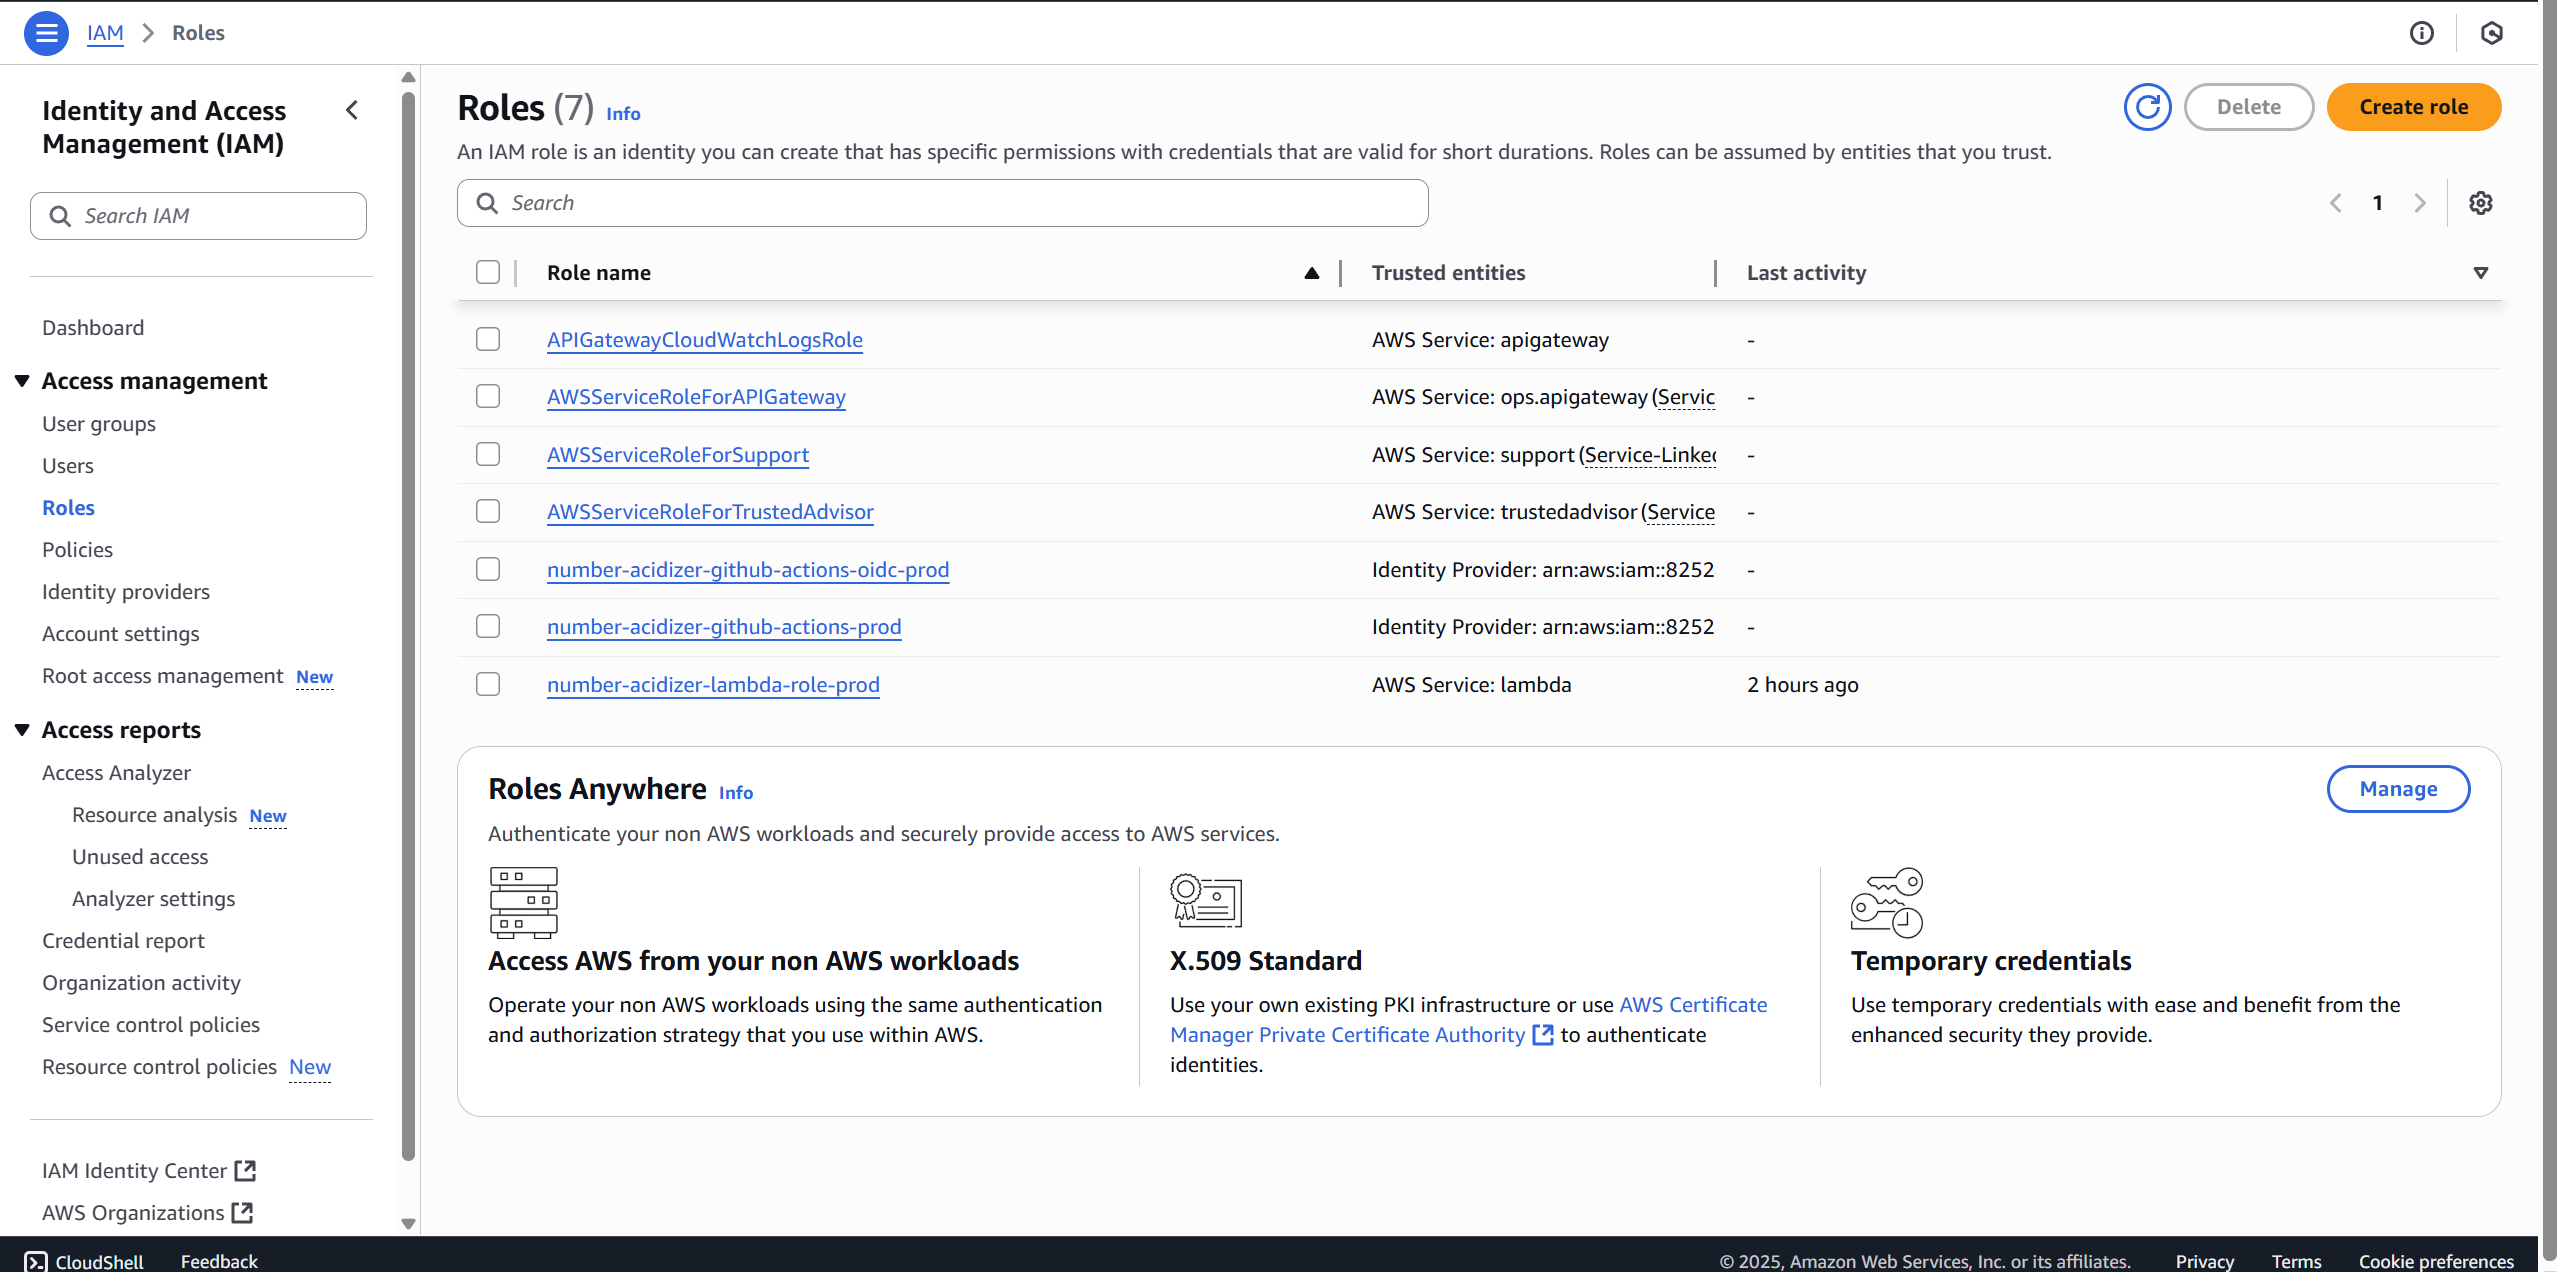 IAM
Roles
Identity and Access
Management (IAM)
Search IAM
Dashboard
Access management
User groups
Users
Roles
Policies
Identity providers
Account settings
Root access management New
Access reports
Access Analyzer
Resource analysis New
Unused access
Analyzer settings
Credential report
Organization activity
Service control policies
Resource control policies New
IAM Identity Center
AWS Organizations
Roles (7) Info
Delete
Create role
An IAM role is an identity you can create that has specific permissions with credentials that are valid for short durations. Roles can be assumed by entities that you trust.
Search
1
Role name Trusted entities Last activity
APIGatewayCloudWatchLogsRole AWS Service: apigateway -
AWSServiceRoleForAPIGateway AWS Service: ops.apigateway (Servic -
AWSServiceRoleForSupport AWS Service: support (Service-Linked -
AWSServiceRoleForTrustedAdvisor AWS Service: trustedadvisor (Service -
number-acidizer-github-actions-oidc-prod Identity Provider: arn:aws:iam::8252 -
number-acidizer-github-actions-prod Identity Provider: arn:aws:iam::8252 -
number-acidizer-lambda-role-prod AWS Service: lambda 2 hours ago
Roles Anywhere Info
Manage
Authenticate your non AWS workloads and securely provide access to AWS services.
Access AWS from your non AWS workloads
Operate your non AWS workloads using the same authentication
and authorization strategy that you use within AWS.
X.509 Standard
Use your own existing PKI infrastructure or use AWS Certificate
Manager Private Certificate Authority to authenticate
identities.
Temporary credentials
Use temporary credentials with ease and benefit from the
enhanced security they provide.
CloudShell Feedback © 2025, Amazon Web Services, Inc. or its affiliates. Privacy Terms Cookie preferences